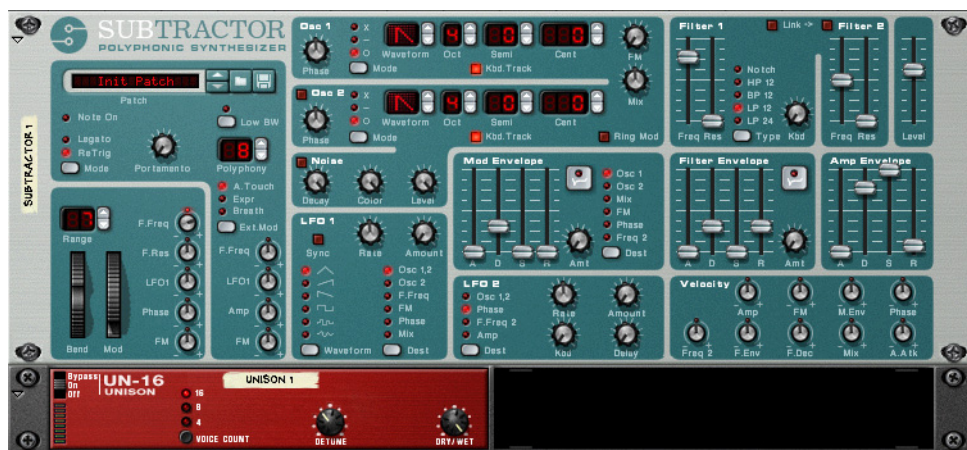 SUBTRACTOR
POLYPHONIC SYNTHESIZER
SUBTRACTOR 1
Init Patch
Patch
Note On
Low BW
Legato
ReTrig
Mode
Portamento
8
Polyphony
7
Range
A.Touch
Expr
Breath
Ext.Mod
F.Freq
F.Res
LFO1
Phase
FM
F.Freq
LFO1
Amp
FM
Bend
Mod
Osc 1
Phase
X
-
O
Mode
Waveform
4
Oct
0
Semi
0
Cent
Kbd.Track
FM
Osc 2
Phase
X
-
O
Mode
Waveform
4
Oct
0
Semi
0
Cent
Kbd.Track
Mix
Ring Mod
Noise
Decay
Color
Level
LFO 1
Sync
Rate
Amount
Osc 1,2
Osc 2
F.Freq
FM
Phase
Mix
Waveform
Dest
Filter 1
Link ->
Filter 2
Notch
HP 12
BP 12
LP 12
LP 24
Type
Kbd
Freq Res
Freq Res
Level
Mod Envelope
A D S R
Amt
Osc 1
Osc 2
Mix
FM
Phase
Freq 2
Dest
Filter Envelope
A D S R
Amt
Amp Envelope
A D S R
LFO 2
Osc 1,2
Phase
F.Freq 2
Amp
Dest
Rate
Amount
Kbd
Delay
Velocity
Amp
FM
M.Env
Phase
Freq 2
F.Env
F.Dec
Mix
A.Atk
Bypass
On
Off
UN-16
UNISON
UNISON 1
16
8
4
VOICE COUNT
DETUNE
DRY/WET